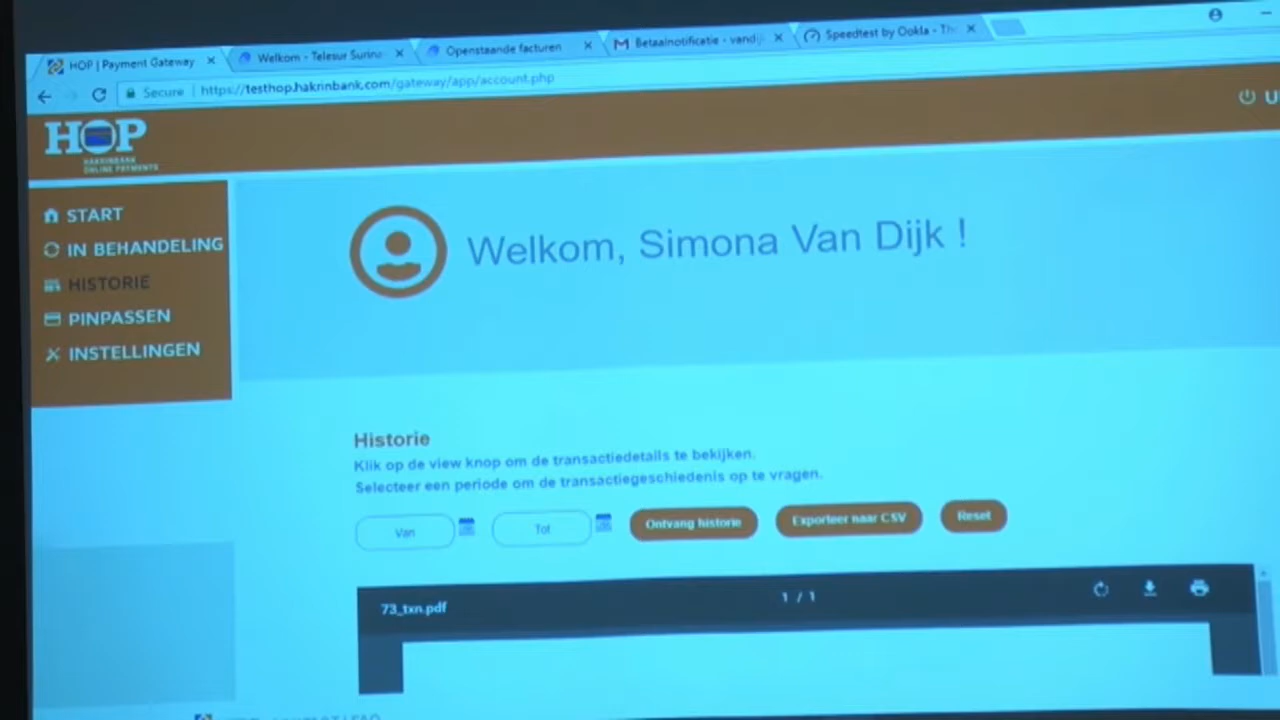 HOP | Payment Gateway
Welkom - Telesur Surina
Openstaande facturen
Betaalnotificatie - vandij
Speedtest by Ookla - The
Secure
https://testhop.hakrinbank.com/gateway/app/account.php
HOP
HAKRINBANK
ONLINE PAYMENTS
START
IN BEHANDELING
HISTORIE
PINPASSEN
INSTELLINGEN
Welkom, Simona Van Dijk !
Historie
Klik op de view knop om de transactiedetails te bekijken.
Selecteer een periode om de transactiegeschiedenis op te vragen.
Van
Tot
Ontvang historie
Exporteer naar CSV
Reset
73_txn.pdf
1 / 1